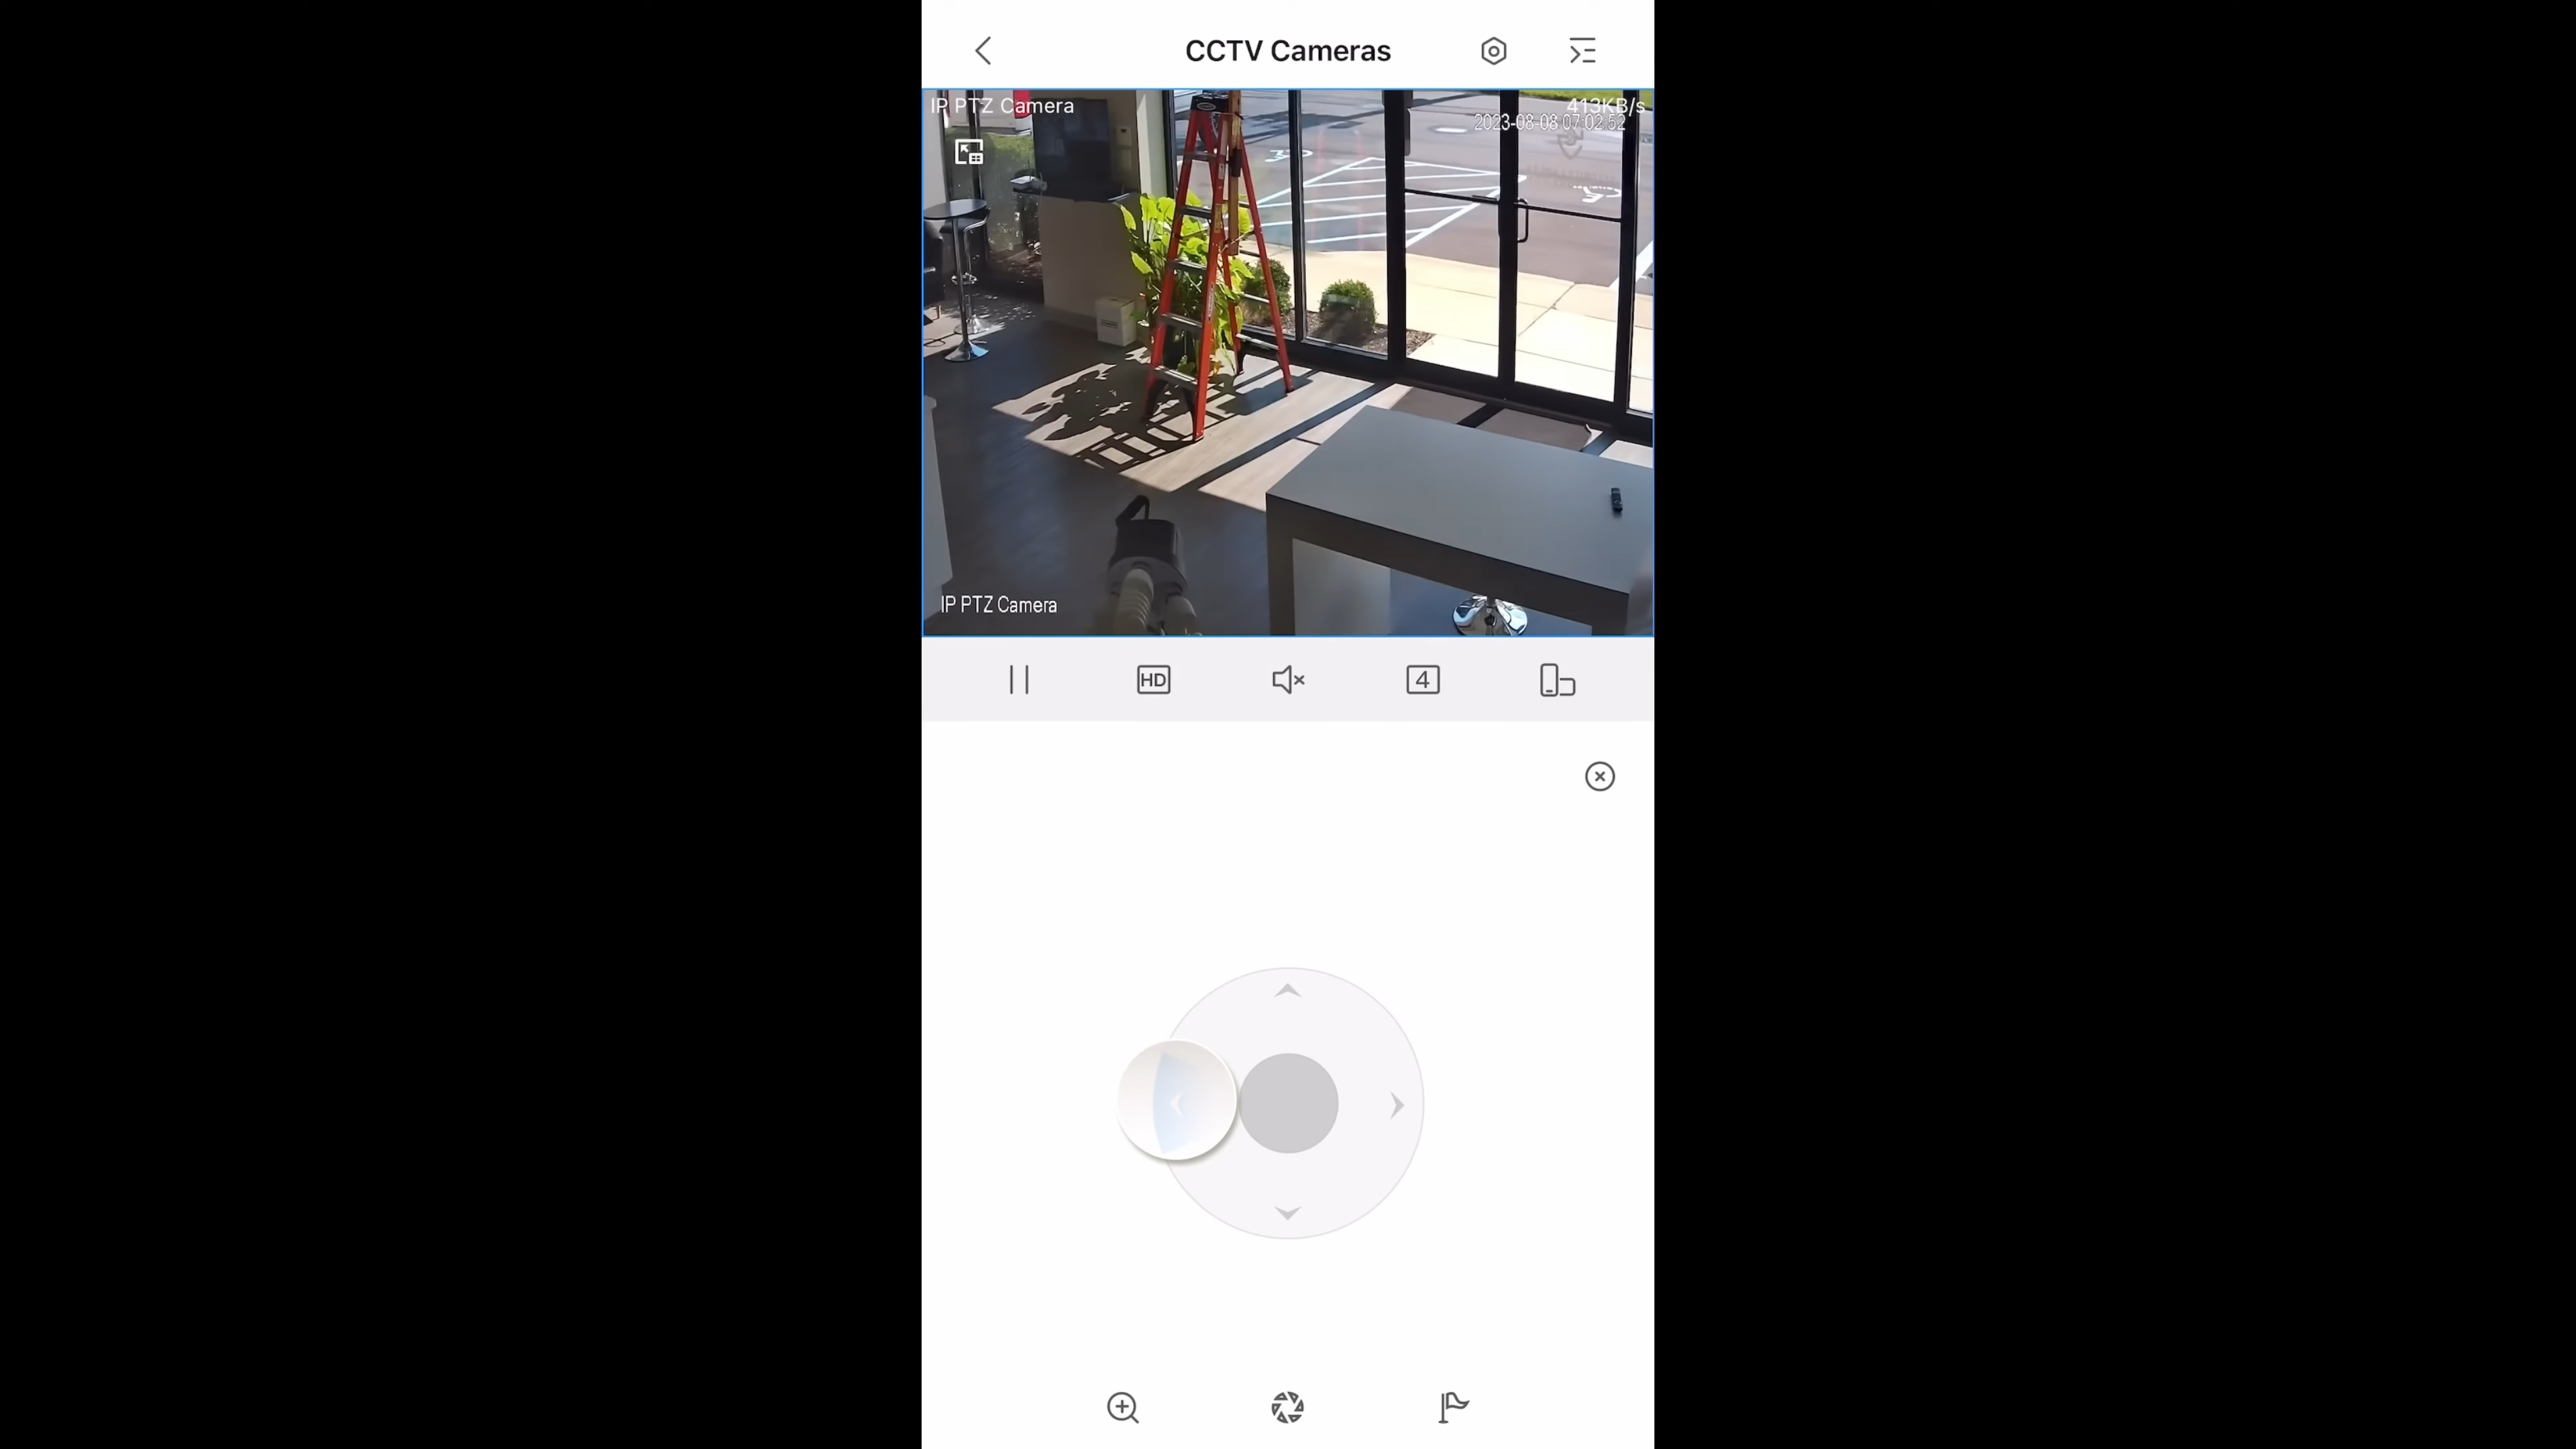 CCTV Cameras
IP PTZ Camera
413KB/s
2023-08-08 07:02:52
IP PTZ Camera
HD
4